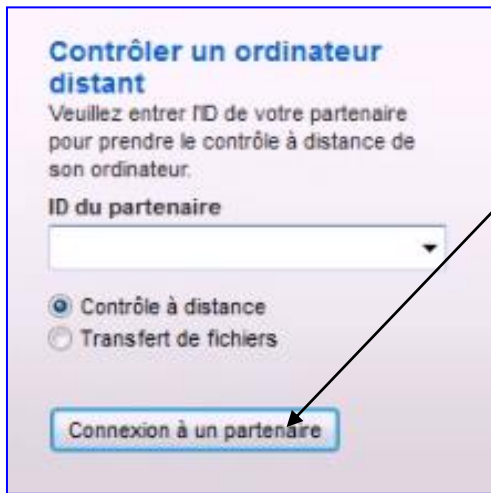 Contrôler un ordinateur
distant
Veuillez entrer l'ID de votre partenaire
pour prendre le contrôle à distance de
son ordinateur.
ID du partenaire
Contrôle à distance
Transfert de fichiers
Connexion à un partenaire